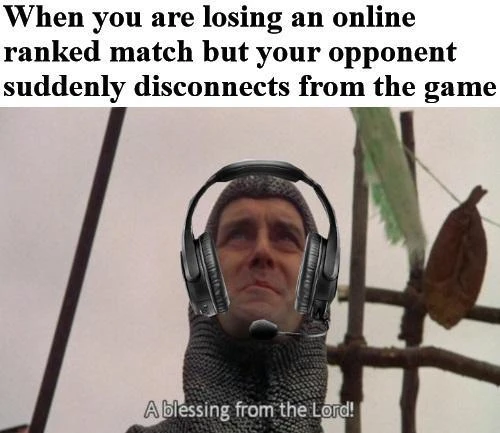 When you are losing an online
ranked match but your opponent
suddenly disconnects from the game
A blessing from the Lord!